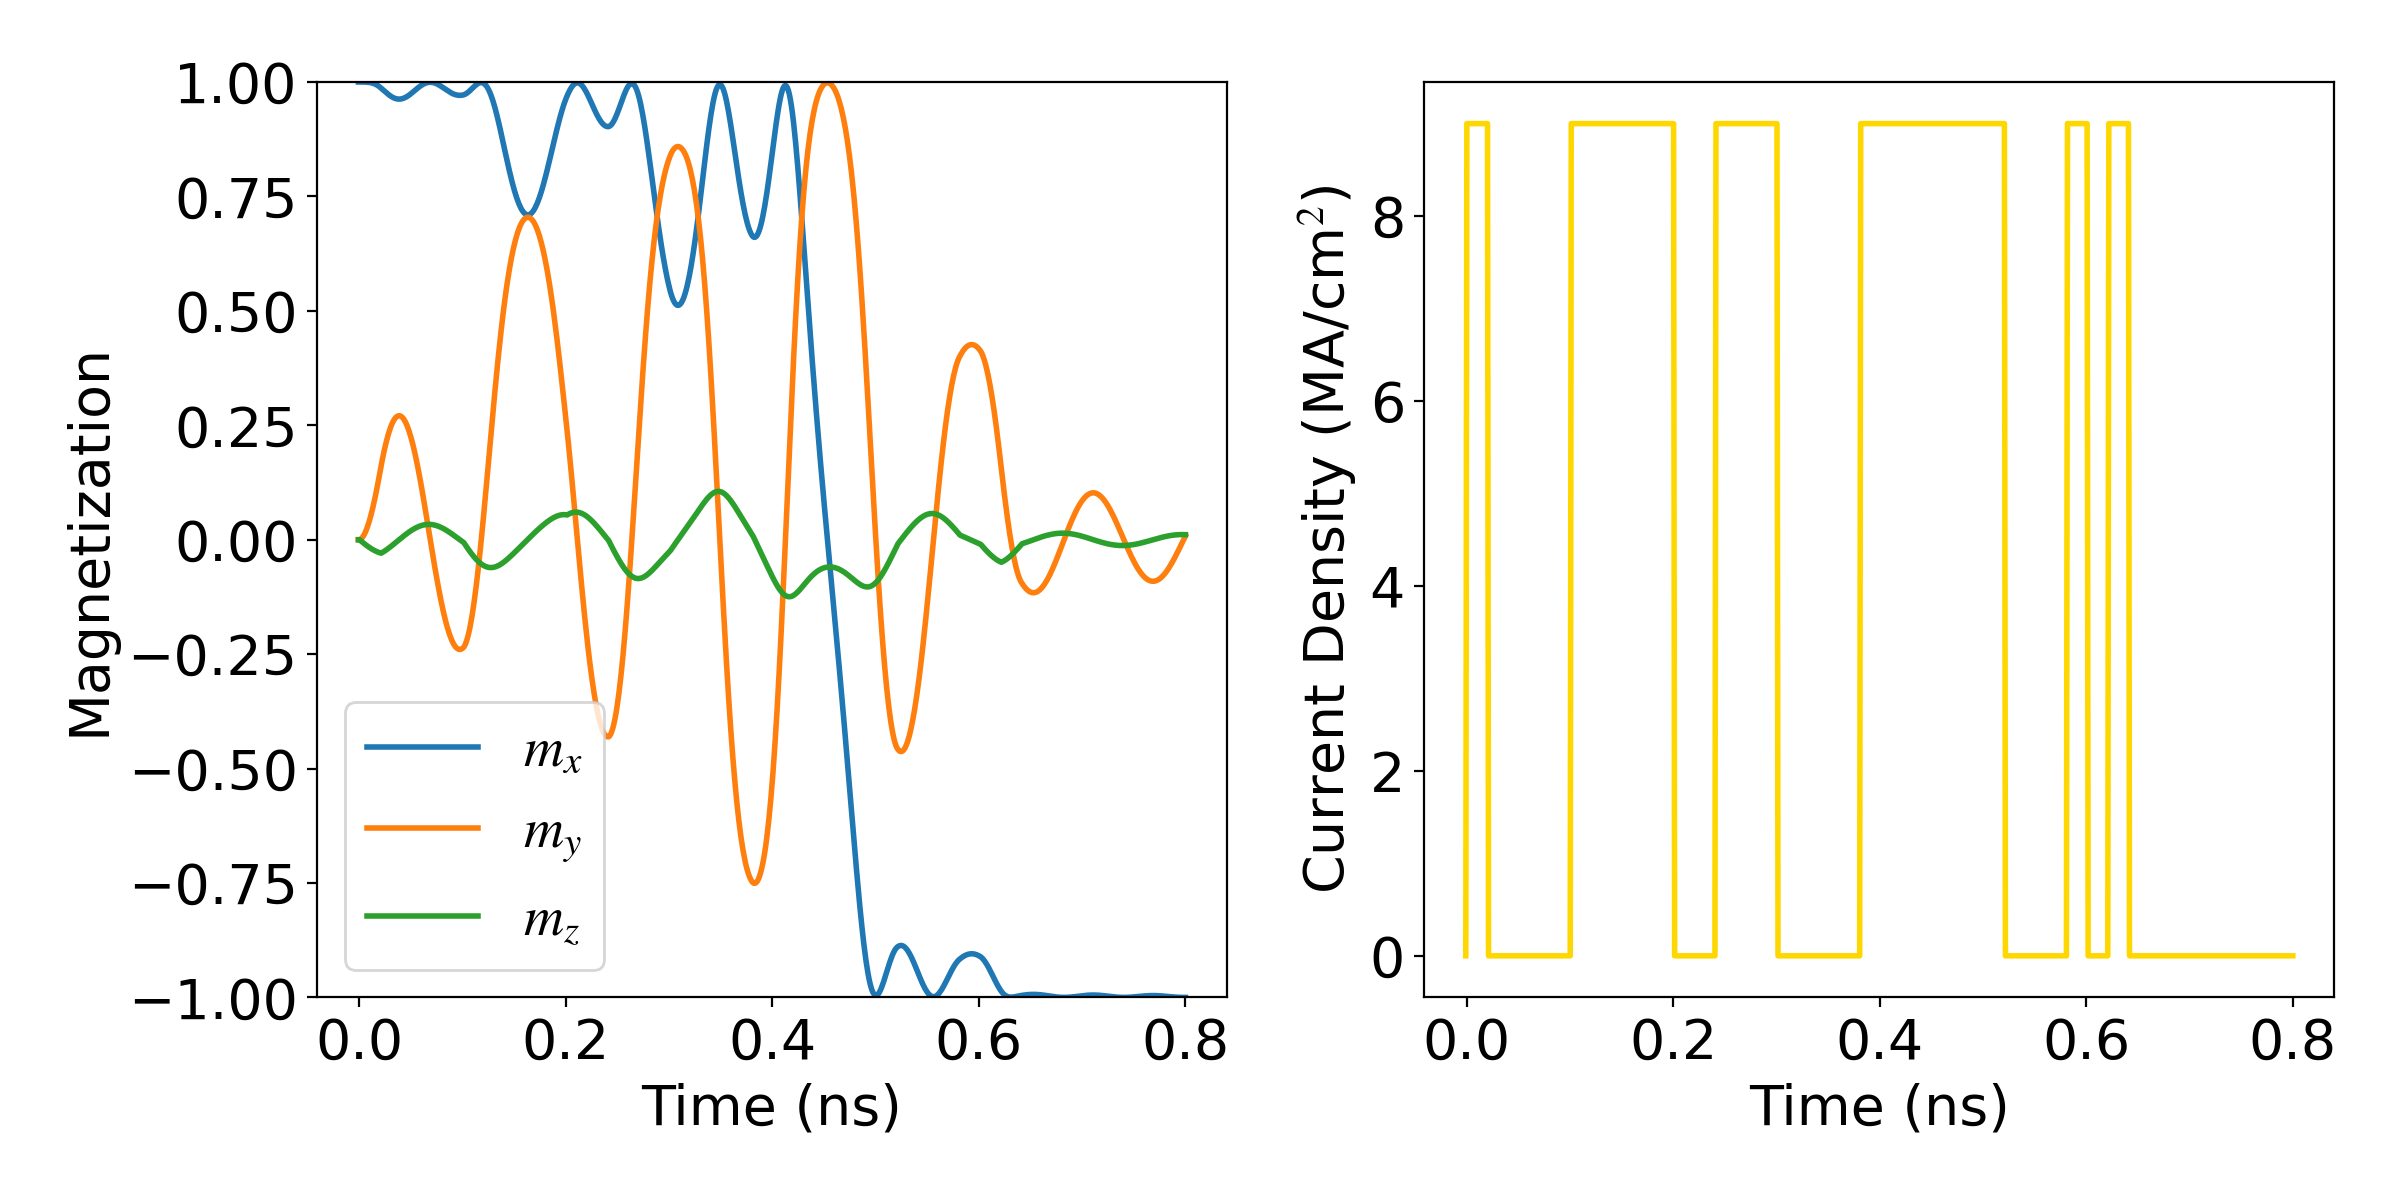 Magnetization
1.00
0.75
0.50
0.25
0.00
−0.25
−0.50
−0.75
−1.00
m_x
m_y
m_z
0.0 0.2 0.4 0.6 0.8
Time (ns)
Current Density (MA/cm²)
8
6
4
2
0
0.0 0.2 0.4 0.6 0.8
Time (ns)